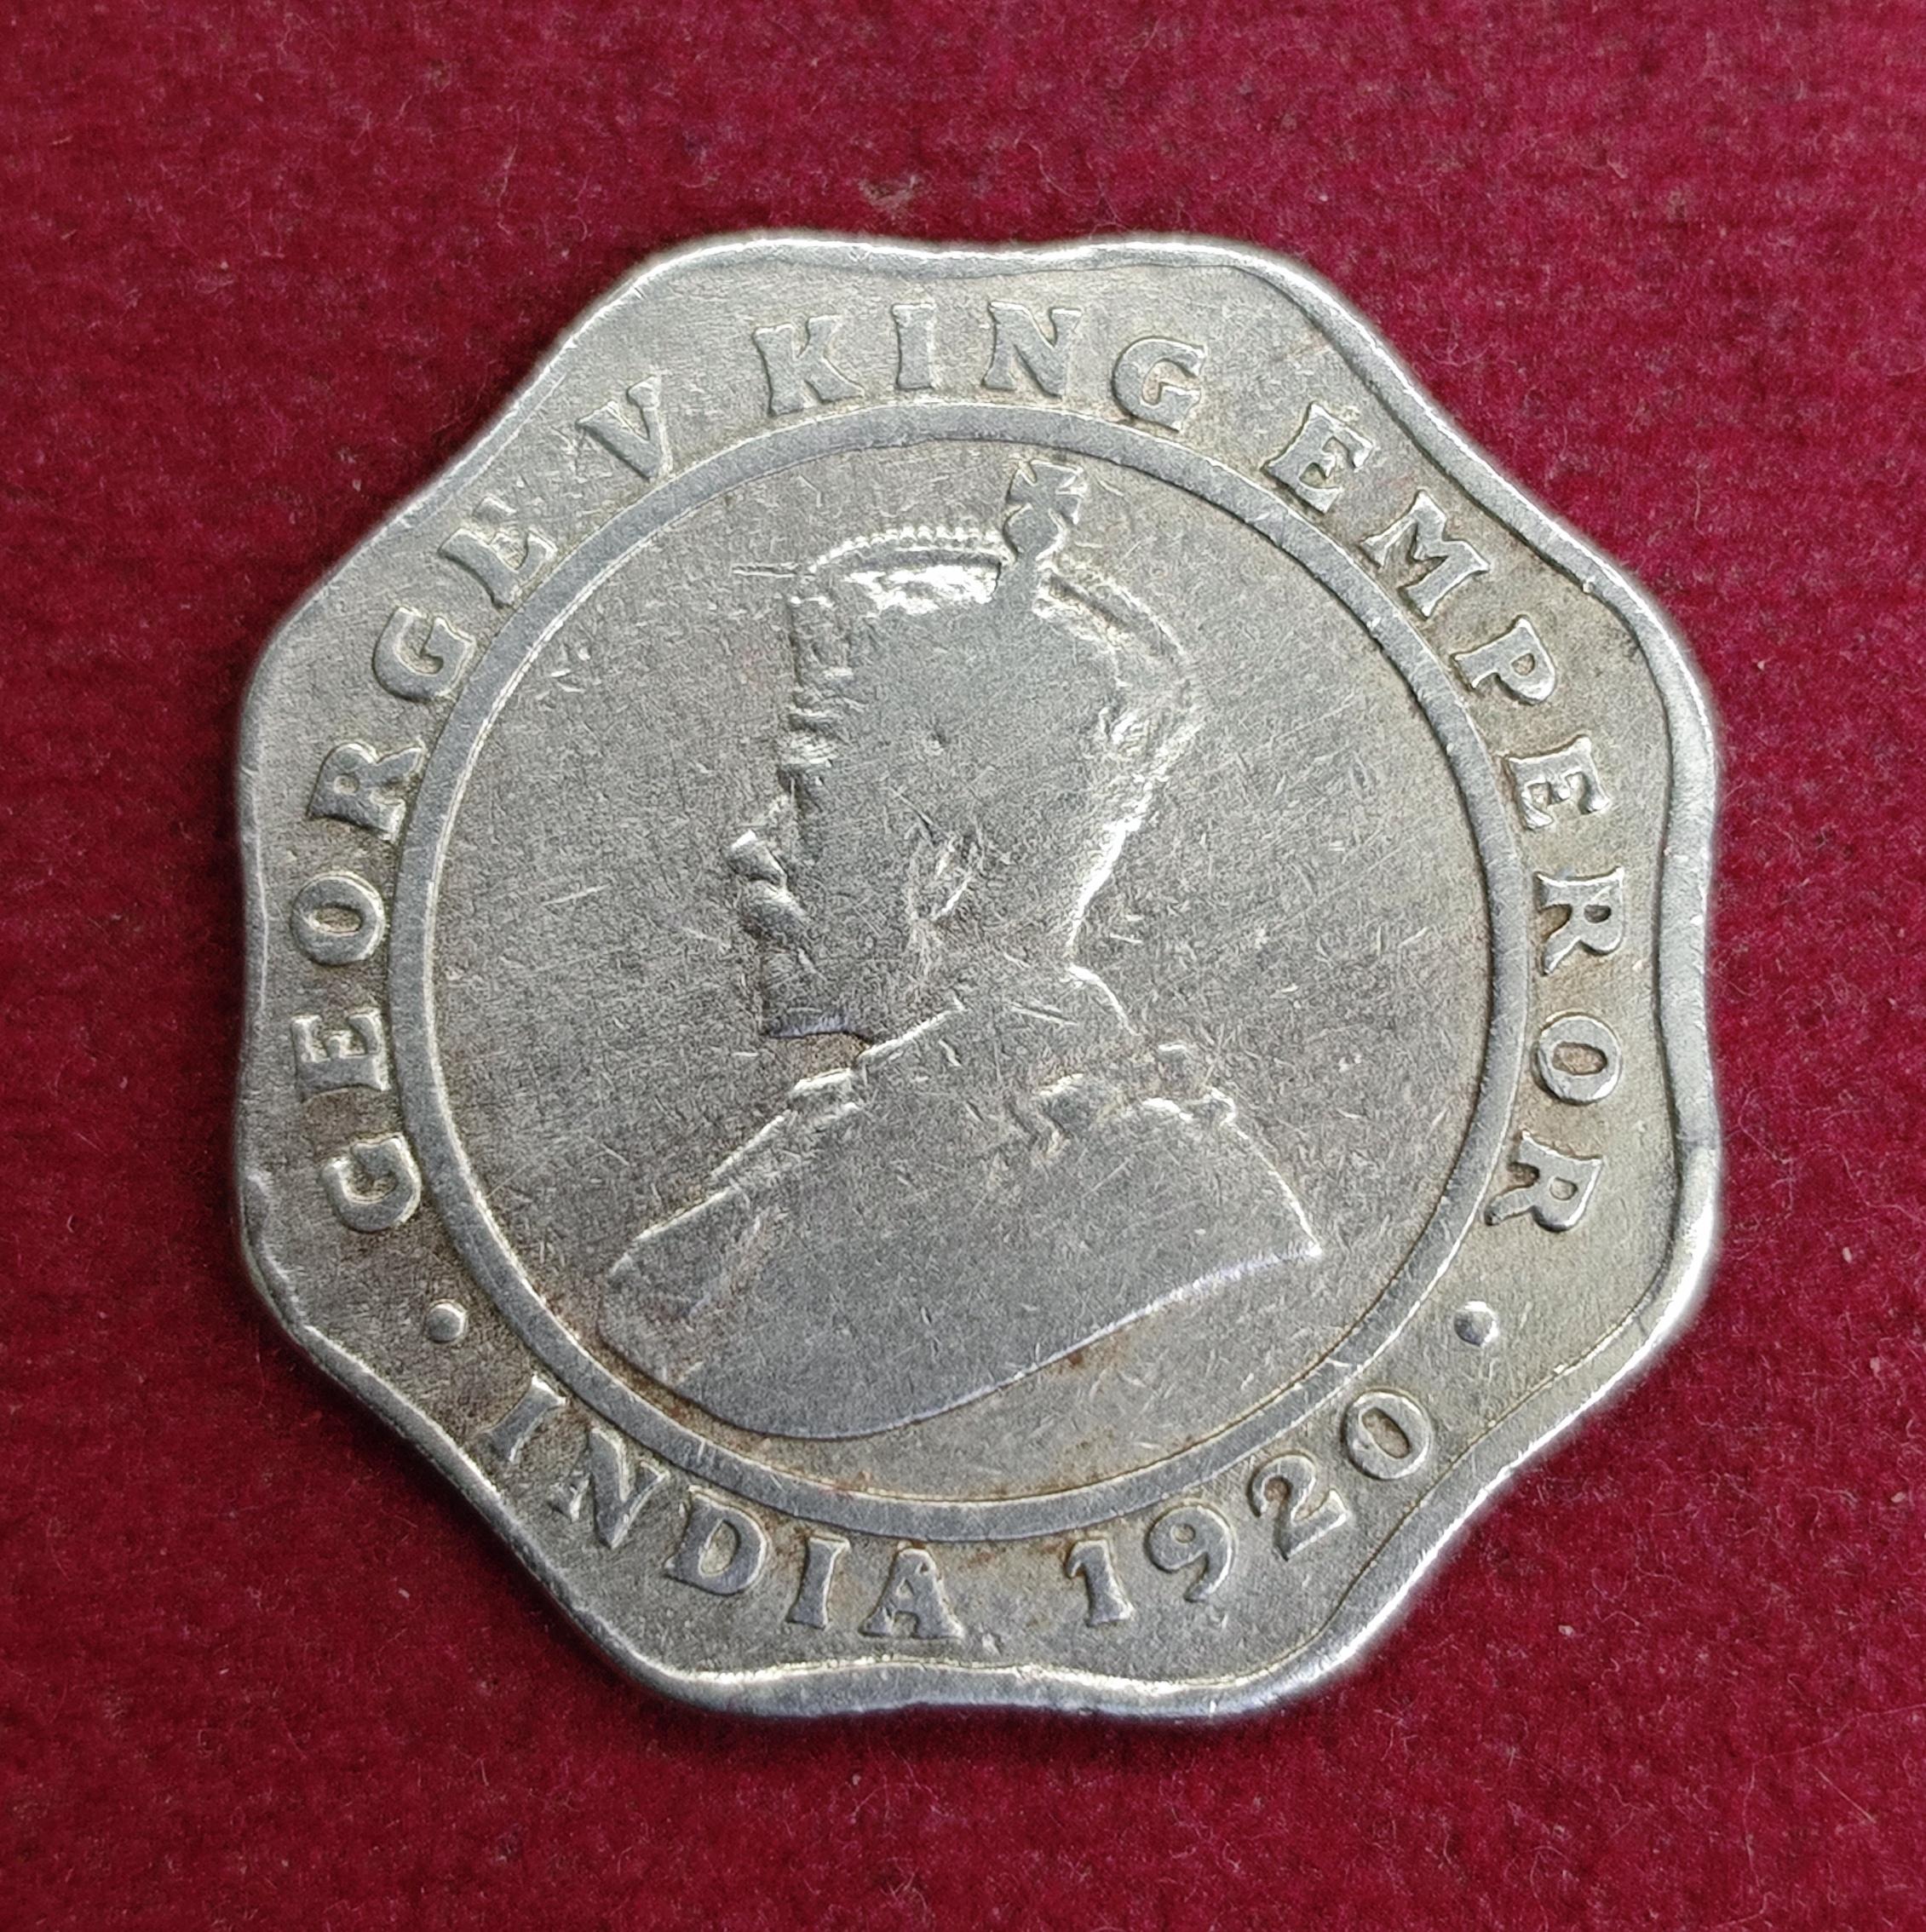 GEORGE V KING EMPEROR
INDIA 1920